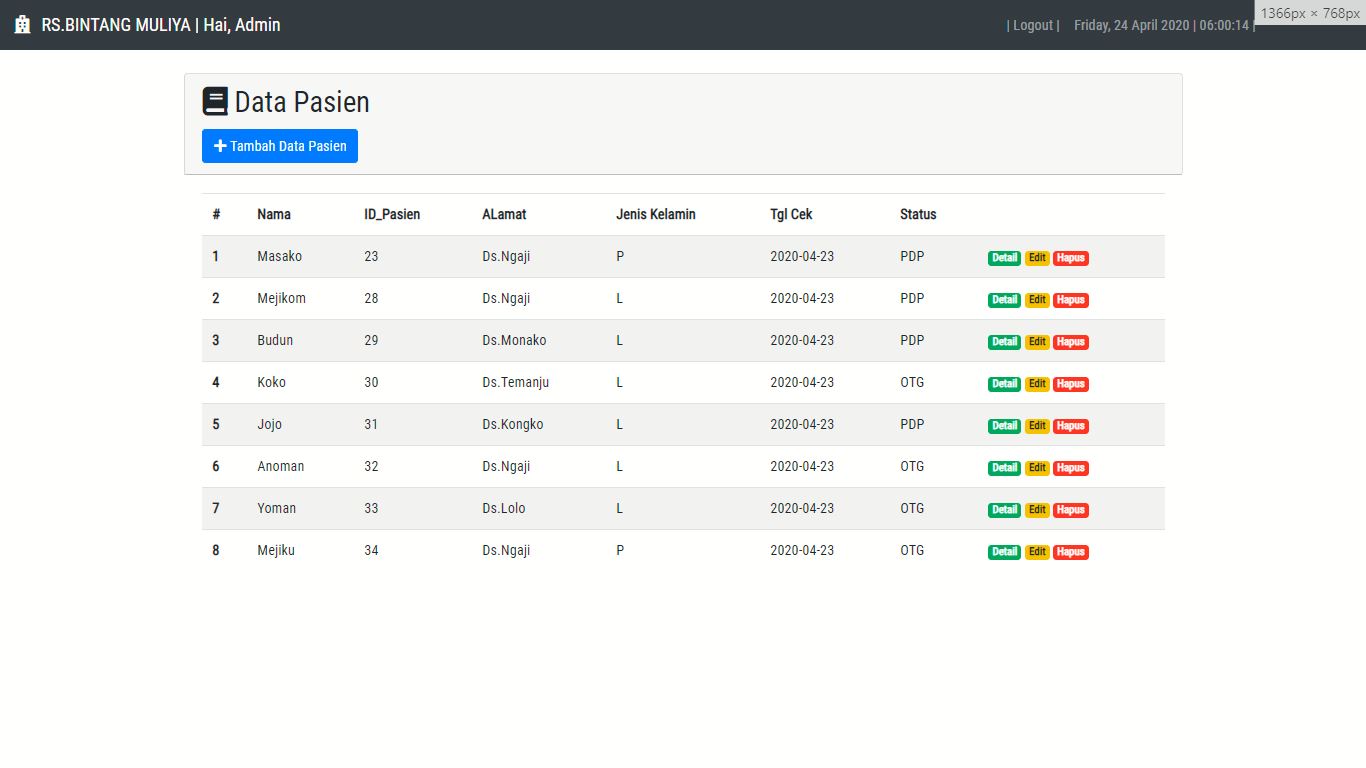 RS.BINTANG MULIYA | Hai, Admin | Logout | Friday, 24 April 2020 | 06:00:14 |
1366px × 768px
Data Pasien
Tambah Data Pasien
# Nama ID_Pasien ALamat Jenis Kelamin Tgl Cek Status
1 Masako 23 Ds.Ngaji P 2020-04-23 PDP Detail Edit Hapus
2 Mejikom 28 Ds.Ngaji L 2020-04-23 PDP Detail Edit Hapus
3 Budun 29 Ds.Monako L 2020-04-23 PDP Detail Edit Hapus
4 Koko 30 Ds.Temanju L 2020-04-23 OTG Detail Edit Hapus
5 Jojo 31 Ds.Kongko L 2020-04-23 PDP Detail Edit Hapus
6 Anoman 32 Ds.Ngaji L 2020-04-23 OTG Detail Edit Hapus
7 Yoman 33 Ds.Lolo L 2020-04-23 OTG Detail Edit Hapus
8 Mejiku 34 Ds.Ngaji P 2020-04-23 OTG Detail Edit Hapus